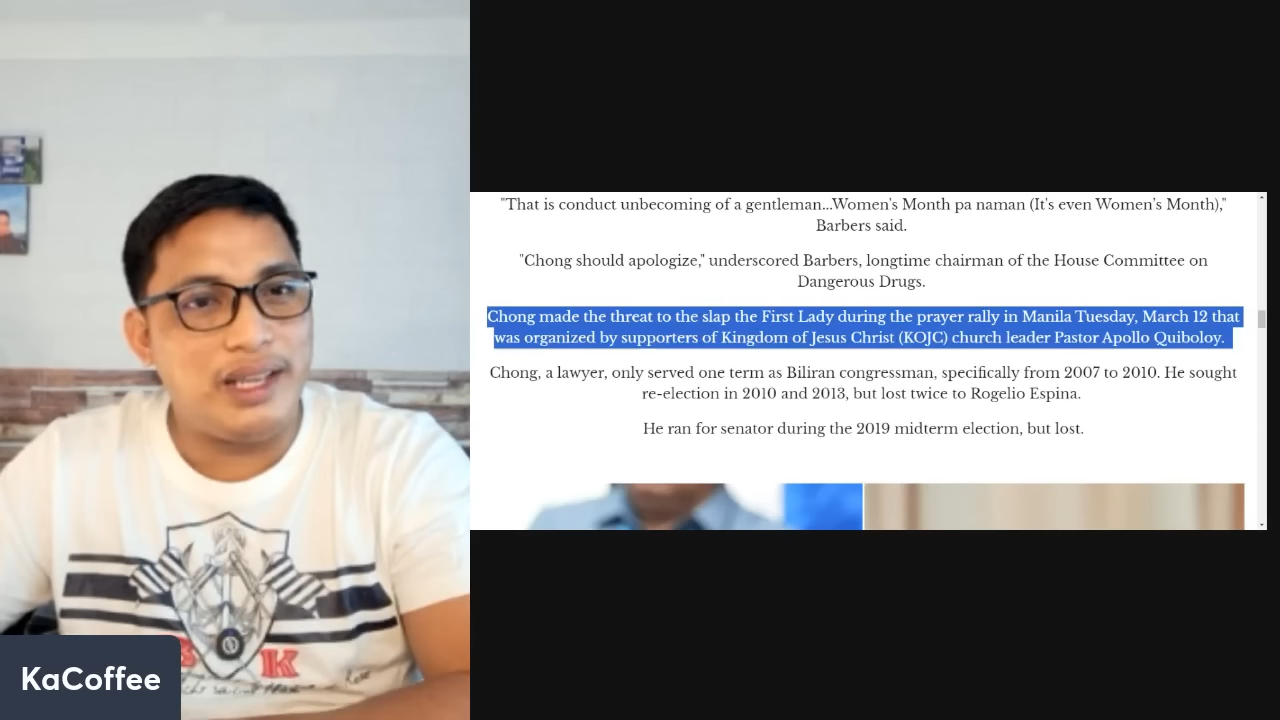 "That is conduct unbecoming of a gentleman...Women's Month pa naman (It's even Women's Month),"
Barbers said.
"Chong should apologize," underscored Barbers, longtime chairman of the House Committee on
Dangerous Drugs.
Chong made the threat to the slap the First Lady during the prayer rally in Manila Tuesday, March 12 that
was organized by supporters of Kingdom of Jesus Christ (KOJC) church leader Pastor Apollo Quiboloy.
Chong, a lawyer, only served one term as Biliran congressman, specifically from 2007 to 2010. He sought
re-election in 2010 and 2013, but lost twice to Rogelio Espina.
He ran for senator during the 2019 midterm election, but lost.
K
KaCoffee